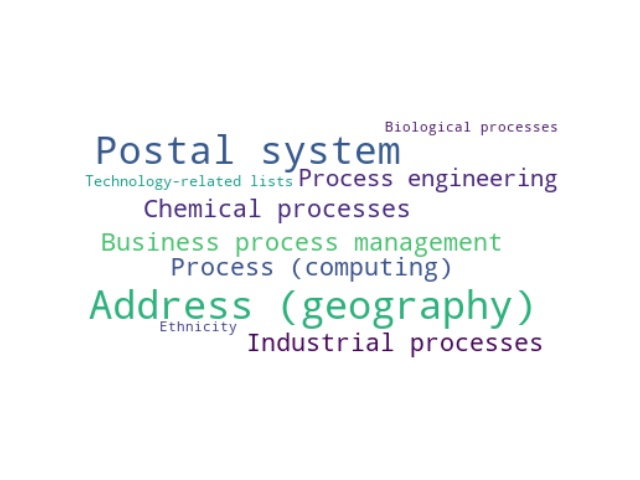 Biological processes
Postal system
Technology-related lists
Process engineering
Chemical processes
Business process management
Process (computing)
Address (geography)
Ethnicity
Industrial processes